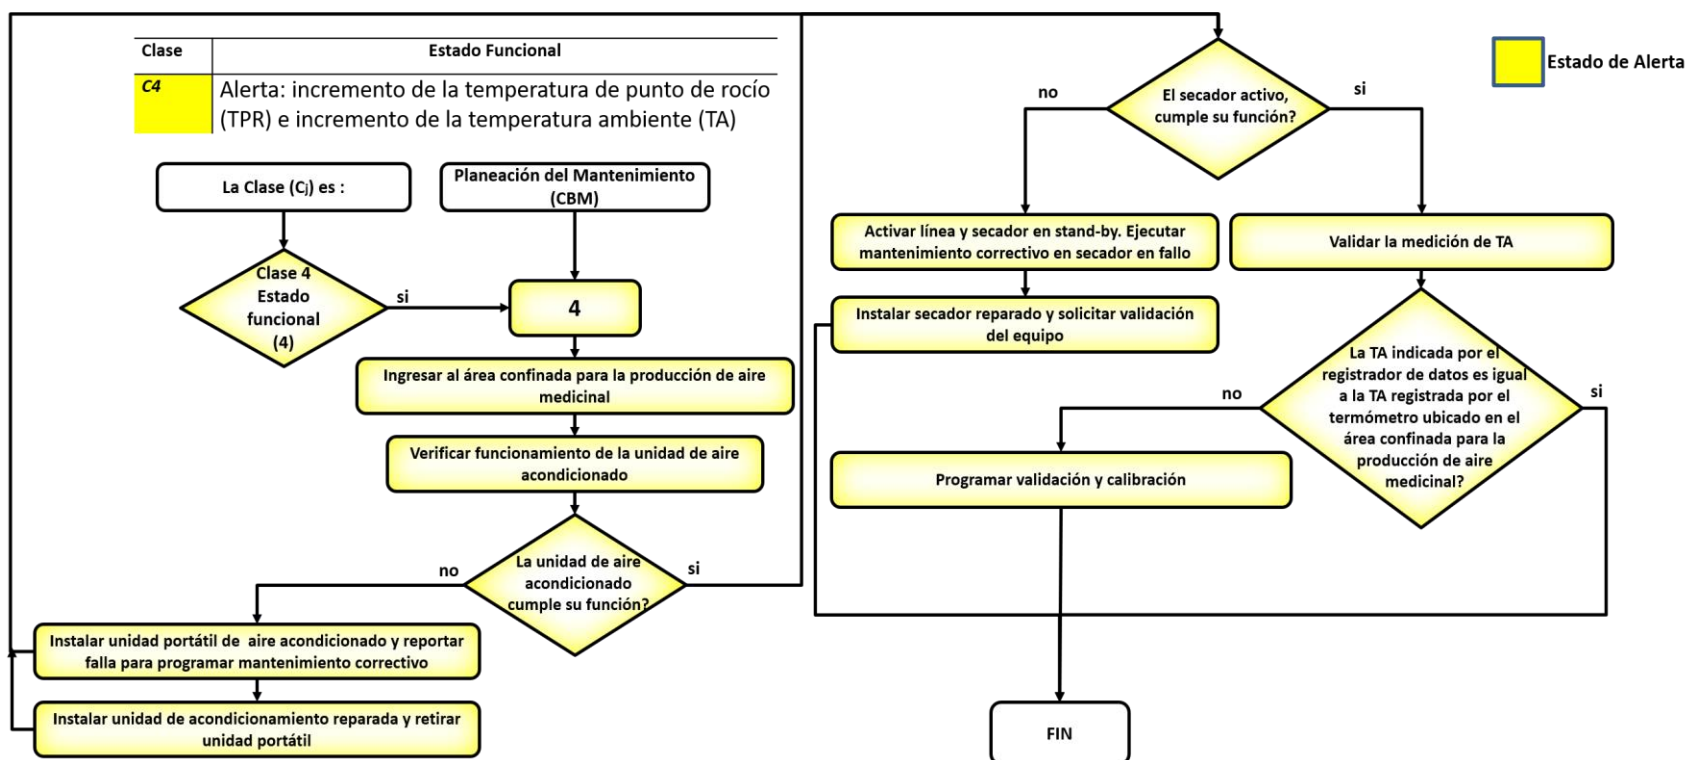 Clase
Estado Funcional
C4
Alerta: incremento de la temperatura de punto de rocío
(TPR) e incremento de la temperatura ambiente (TA)
La Clase (Cj) es :
Planeación del Mantenimiento
(CBM)
Clase 4
Estado
funcional
(4)
si
4
Ingresar al área confinada para la producción de aire
medicinal
Verificar funcionamiento de la unidad de aire
acondicionado
La unidad de aire
acondicionado
cumple su función?
no
si
Instalar unidad portátil de aire acondicionado y reportar
falla para programar mantenimiento correctivo
Instalar unidad de acondicionamiento reparada y retirar
unidad portátil
Estado de Alerta
El secador activo,
cumple su función?
no
si
Activar línea y secador en stand-by. Ejecutar
mantenimiento correctivo en secador en fallo
Validar la medición de TA
Instalar secador reparado y solicitar validación
del equipo
La TA indicada por el
registrador de datos es igual
a la TA registrada por el
termómetro ubicado en el
área confinada para la
producción de aire
medicinal?
no
si
Programar validación y calibración
FIN